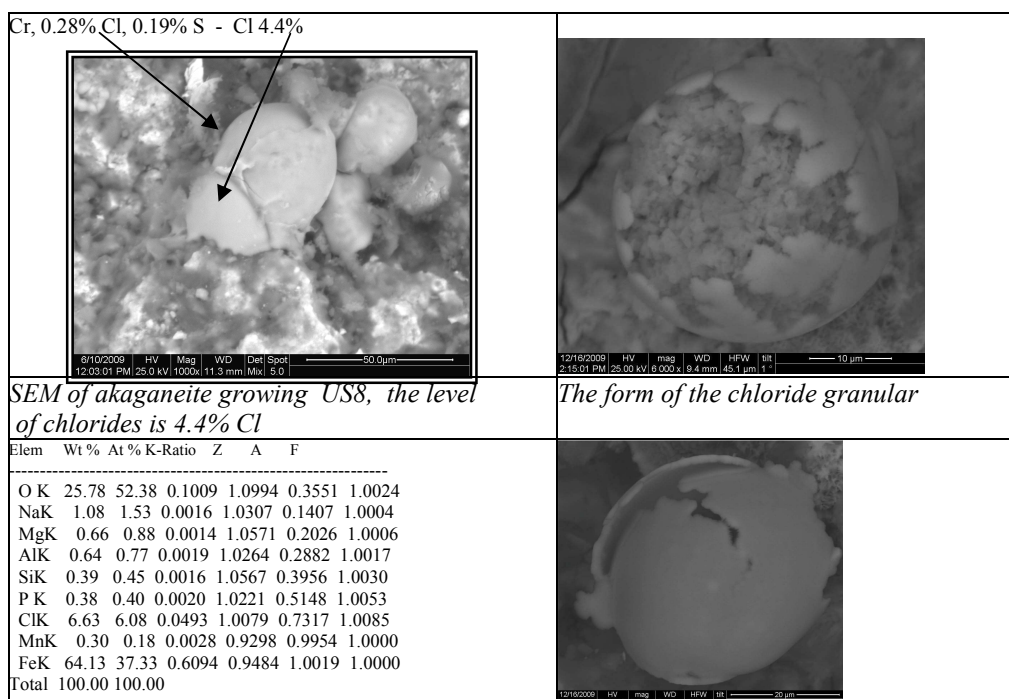 Cr, 0.28% Cl, 0.19% S - Cl 4.4%
6/10/2009 HV Mag WD Det Spot 50.0µm
12:03:01 PM 25.0 kV 1000x 11.3 mm Mix 5.0
12/16/2009 HV mag WD HFW tilt 10 µm
2:15:01 PM 25.00 kV 6 000 x 9.4 mm 45.1 µm 1 °
SEM of akaganeite growing US8, the level
of chlorides is 4.4% Cl
The form of the chloride granular
Elem Wt % At % K-Ratio Z A F
---------------------------------------------------------------
O K 25.78 52.38 0.1009 1.0994 0.3551 1.0024
NaK 1.08 1.53 0.0016 1.0307 0.1407 1.0004
MgK 0.66 0.88 0.0014 1.0571 0.2026 1.0006
AlK 0.64 0.77 0.0019 1.0264 0.2882 1.0017
SiK 0.39 0.45 0.0016 1.0567 0.3956 1.0030
P K 0.38 0.40 0.0020 1.0221 0.5148 1.0053
ClK 6.63 6.08 0.0493 1.0079 0.7317 1.0085
MnK 0.30 0.18 0.0028 0.9298 0.9954 1.0000
FeK 64.13 37.33 0.6094 0.9484 1.0019 1.0000
Total 100.00 100.00
12/16/2009 HV mag WD HFW tilt 20 µm